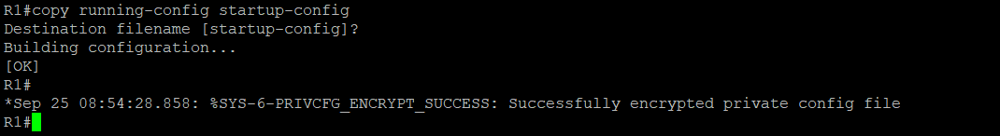 R1#copy running-config startup-config
Destination filename [startup-config]?
Building configuration...
[OK]
R1#
*Sep 25 08:54:28.858: %SYS-6-PRIVCFG_ENCRYPT_SUCCESS: Successfully encrypted private config file
R1#